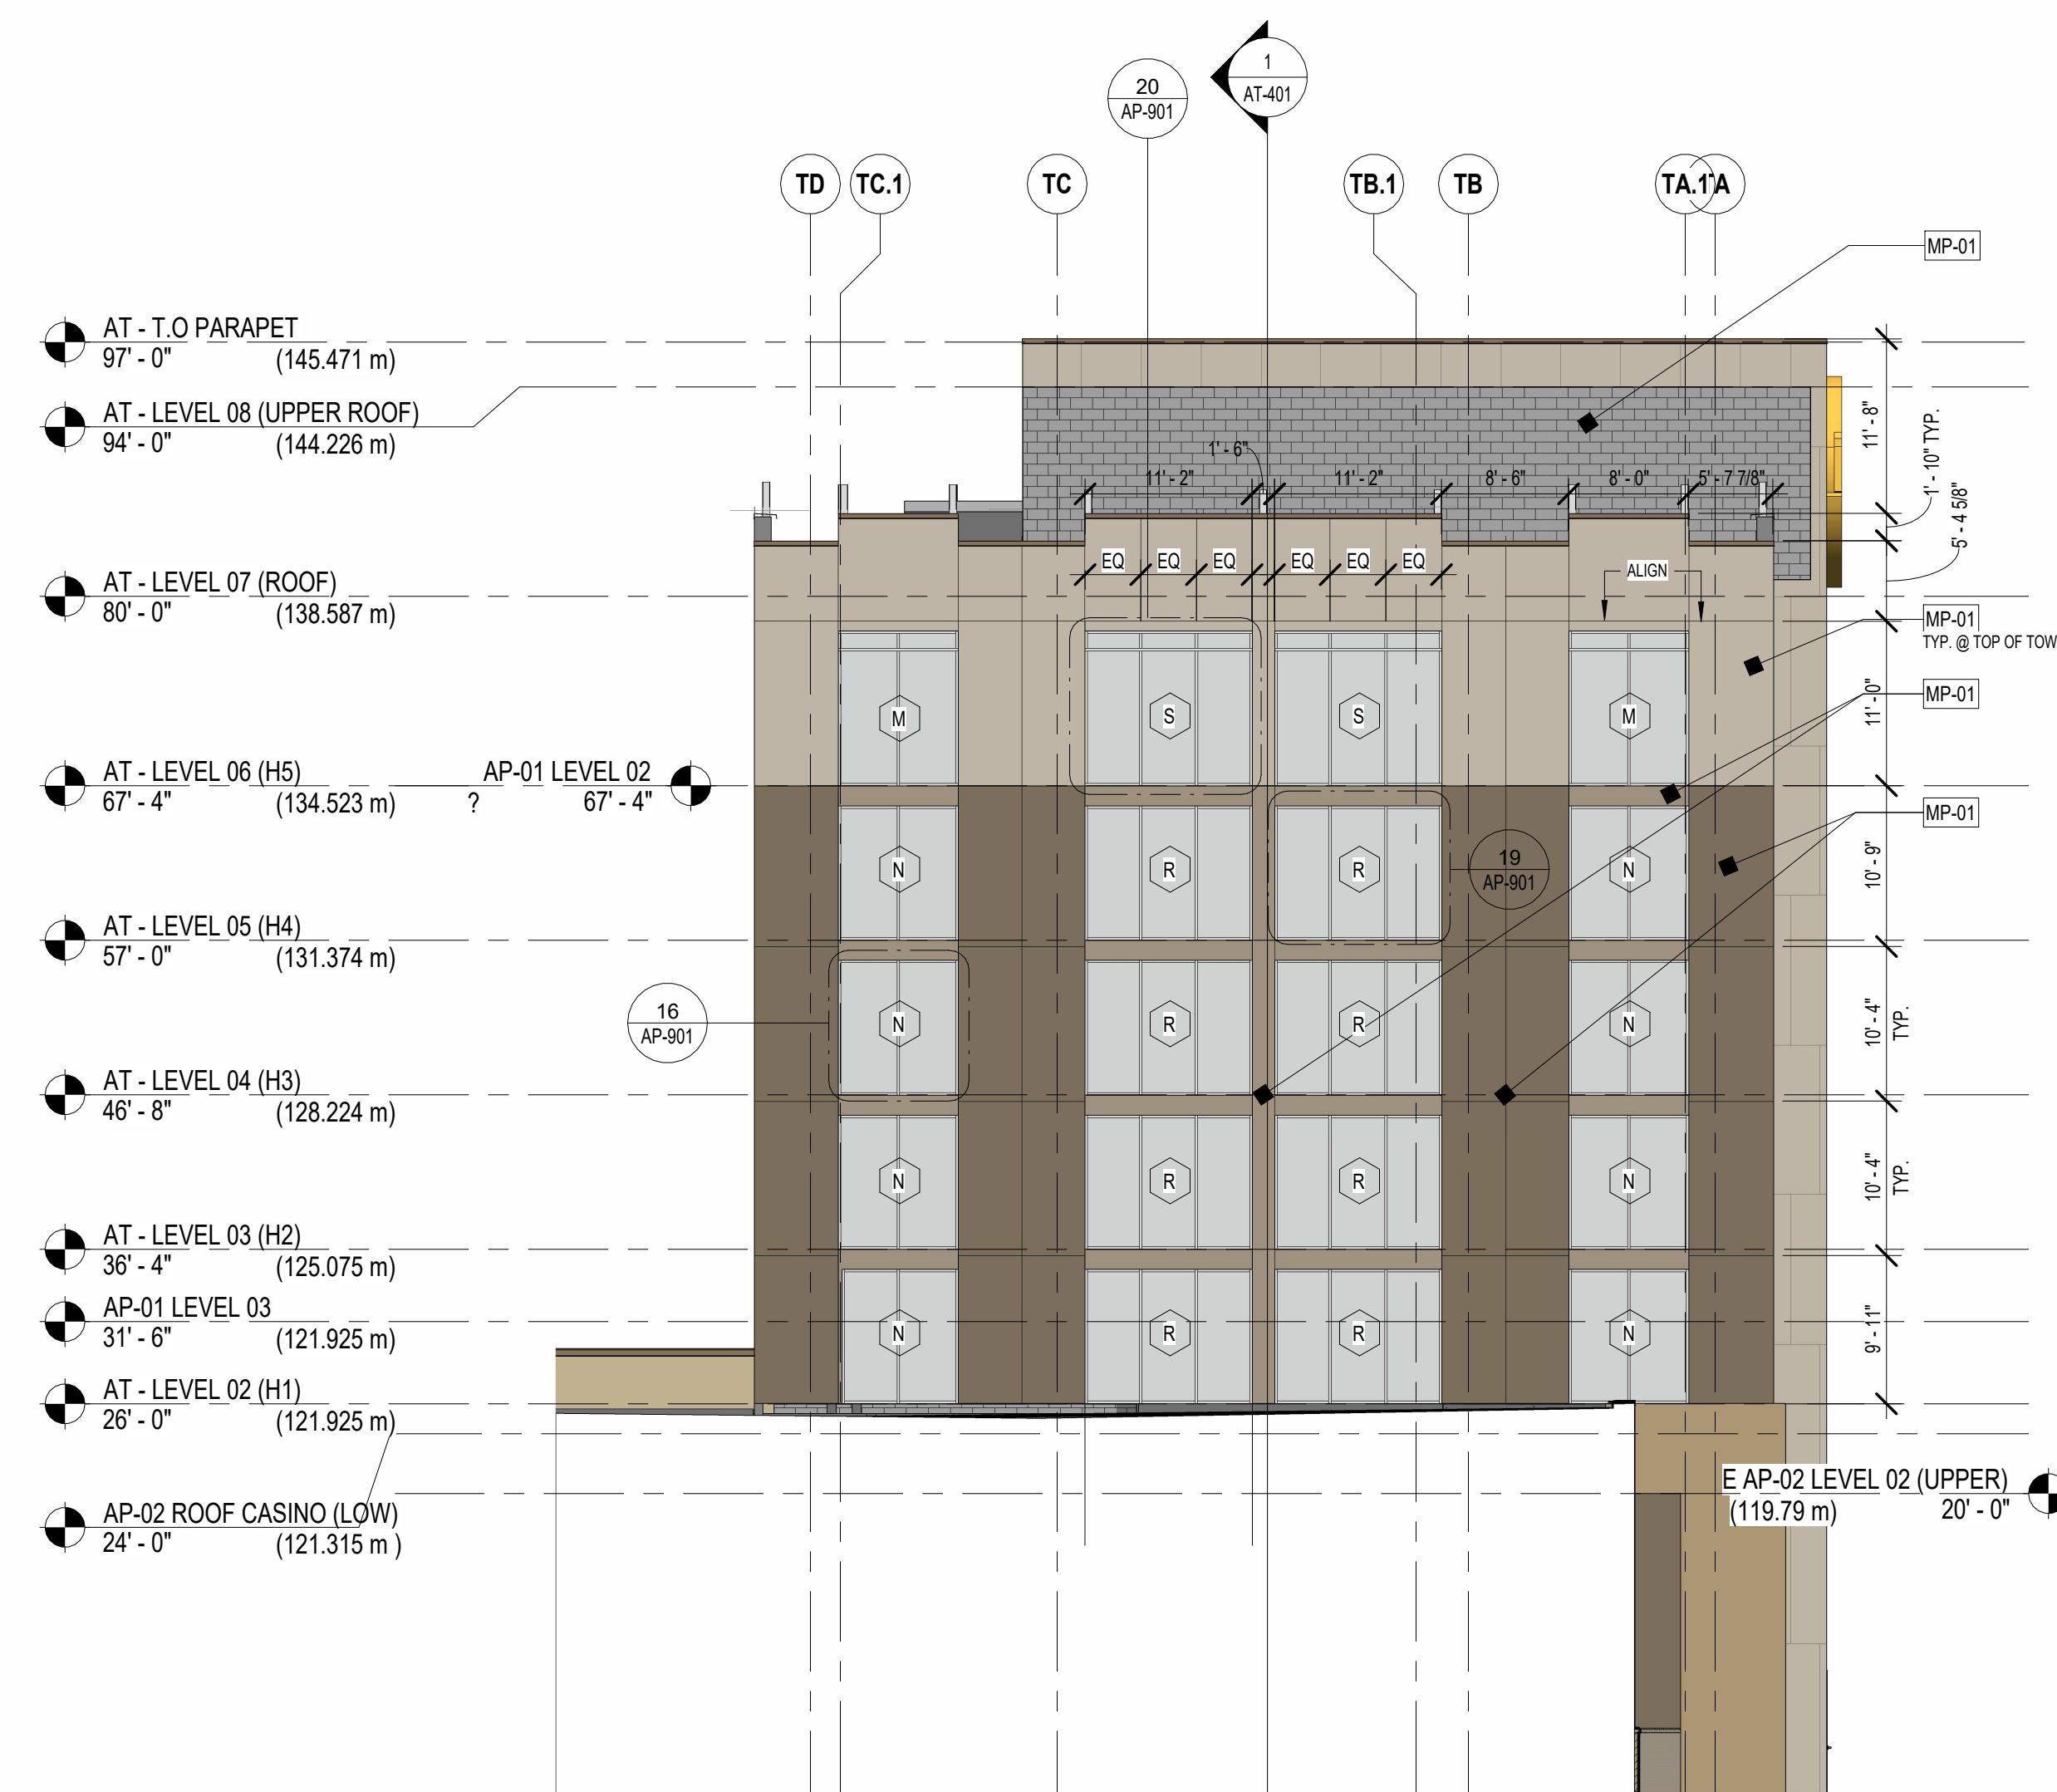 1
AT-401
20
AP-901
TD
TC.1
TC
TB.1
TB
TA.1
TA
MP-01
AT - T.O PARAPET
97' - 0" (145.471 m)
AT - LEVEL 08 (UPPER ROOF)
94' - 0" (144.226 m)
11' - 8"
1' - 10" TYP.
5' - 4 5/8"
1' - 6"
11' - 2" 11' - 2" 8' - 6" 8' - 0" 5' - 7 7/8"
EQ EQ EQ EQ EQ EQ
ALIGN
AT - LEVEL 07 (ROOF)
80' - 0" (138.587 m)
MP-01
TYP. @ TOP OF TOW
MP-01
11' - 0"
M S S M
AT - LEVEL 06 (H5)
67' - 4" (134.523 m) ?
AP-01 LEVEL 02
67' - 4"
MP-01
N R R N
19
AP-901
10' - 9"
AT - LEVEL 05 (H4)
57' - 0" (131.374 m)
16
AP-901
N R R N
10' - 4"
TYP.
AT - LEVEL 04 (H3)
46' - 8" (128.224 m)
N R R N
10' - 4"
TYP.
AT - LEVEL 03 (H2)
36' - 4" (125.075 m)
AP-01 LEVEL 03
31' - 6" (121.925 m)
N R R N
9' - 11"
AT - LEVEL 02 (H1)
26' - 0" (121.925 m)
E AP-02 LEVEL 02 (UPPER)
(119.79 m) 20' - 0"
AP-02 ROOF CASINO (LOW)
24' - 0" (121.315 m )